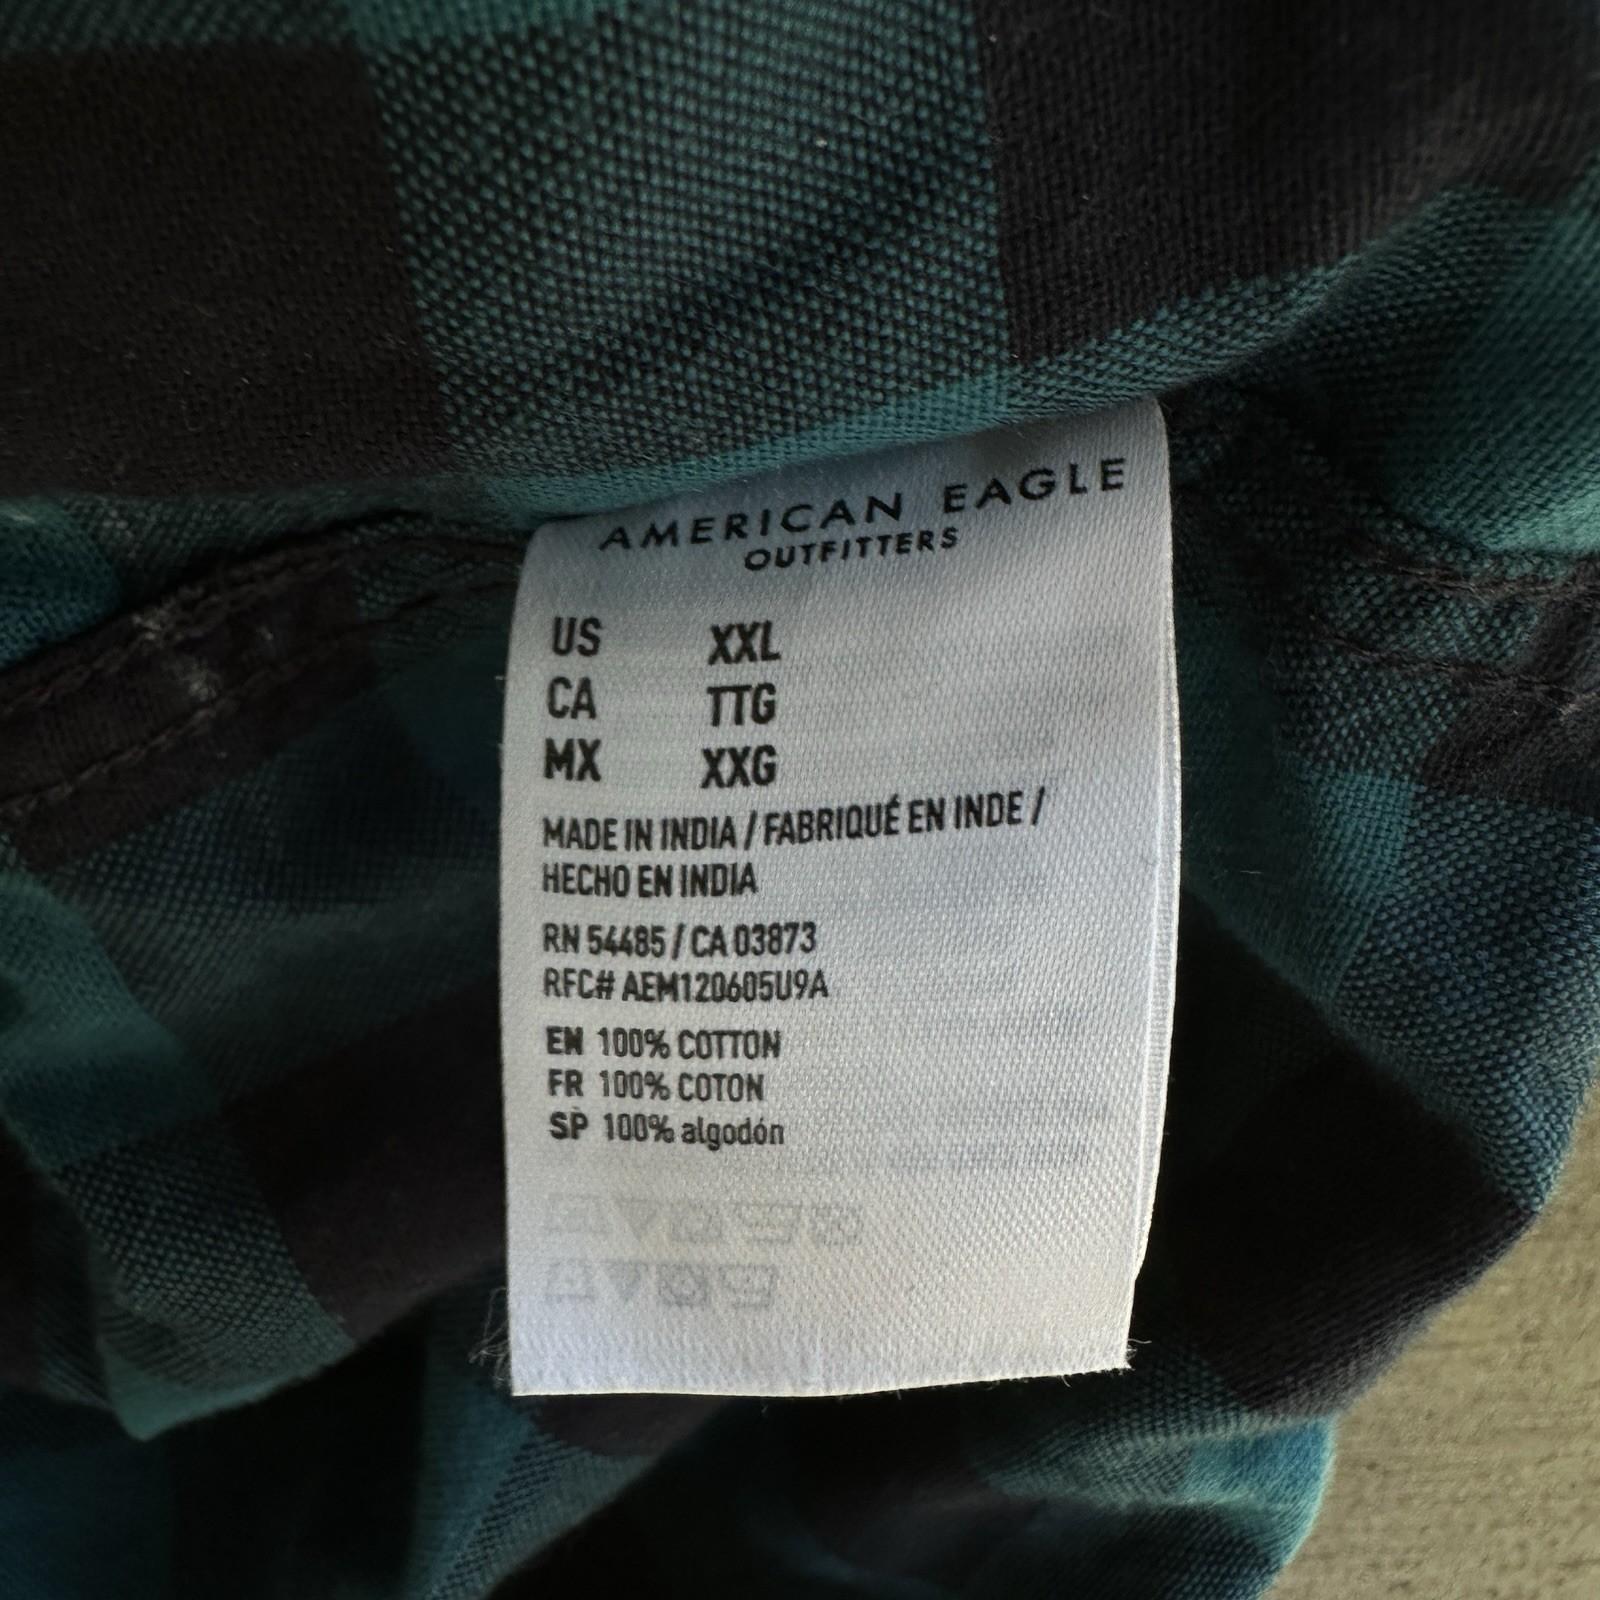 AMERICAN EAGLE
OUTFITTERS
US XXL
CA TTG
MX XXG
MADE IN INDIA / FABRIQUÉ EN INDE /
HECHO EN INDIA
RN 54485 / CA 03873
RFC# AEM120605U9A
EN 100% COTTON
FR 100% COTON
SP 100% algodón